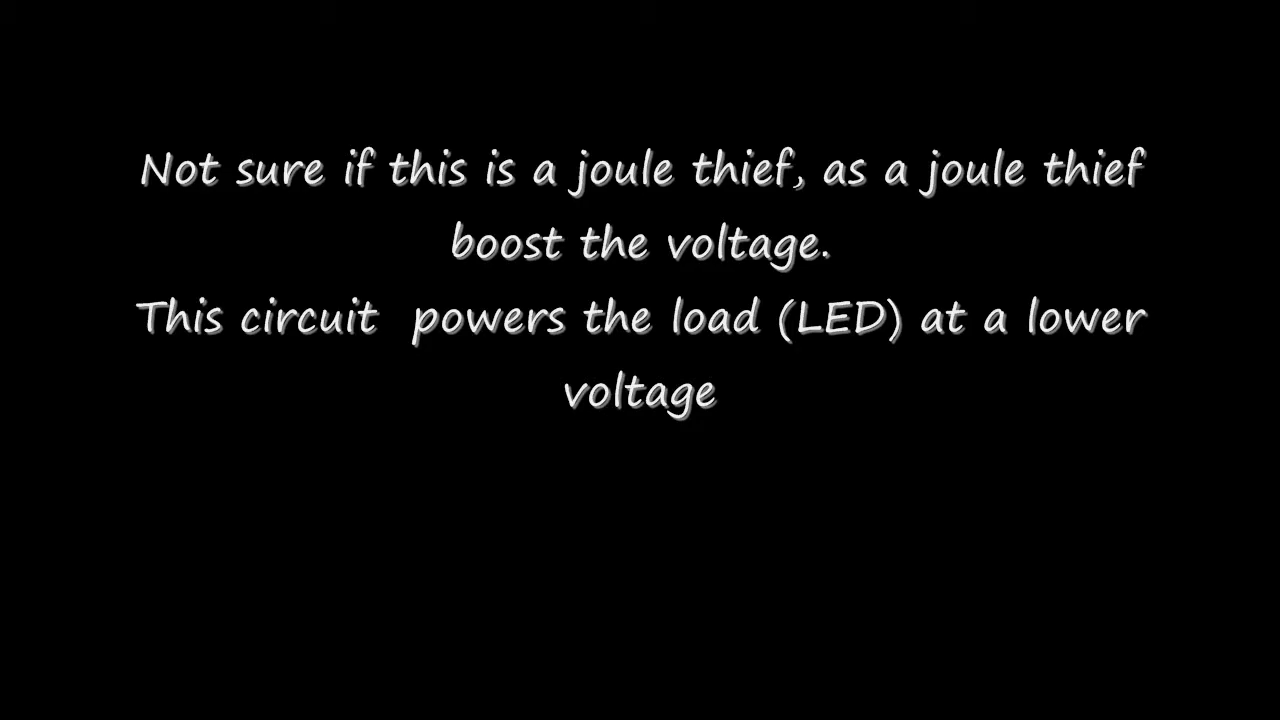 Not sure if this is a joule thief, as a joule thief
boost the voltage.
This circuit  powers the load (LED) at a lower
voltage